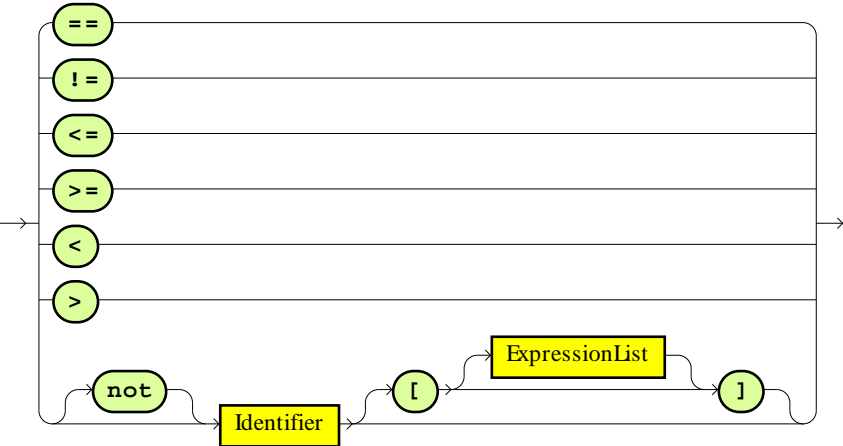 ==
!=
<=
>=
<
>
ExpressionList
not [ ]
Identifier